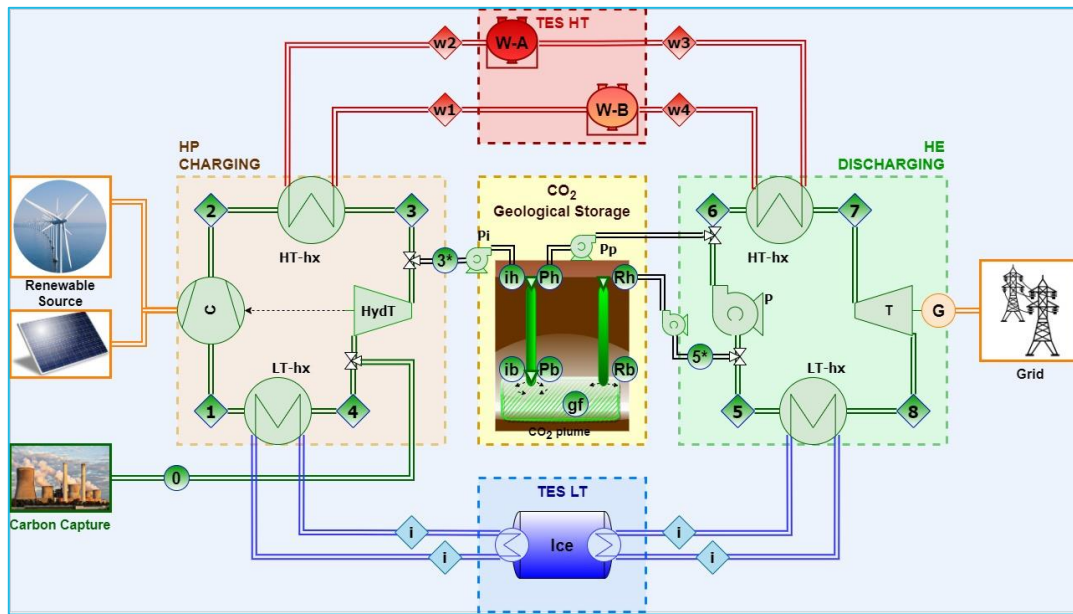 TES HT
w2
W-A
w3
w1
W-B
w4
HP
CHARGING
HE
DISCHARGING
2
HT-hx
3
CO2
Geological Storage
6
HT-hx
7
Pi
Pp
3*
ih
Ph
Rh
Renewable
Source
C
HydT
P
T
G
5*
Grid
LT-hx
ib
Pb
Rb
LT-hx
1
4
gf
5
8
CO2 plume
0
Carbon Capture
TES LT
i
i
Ice
i
i